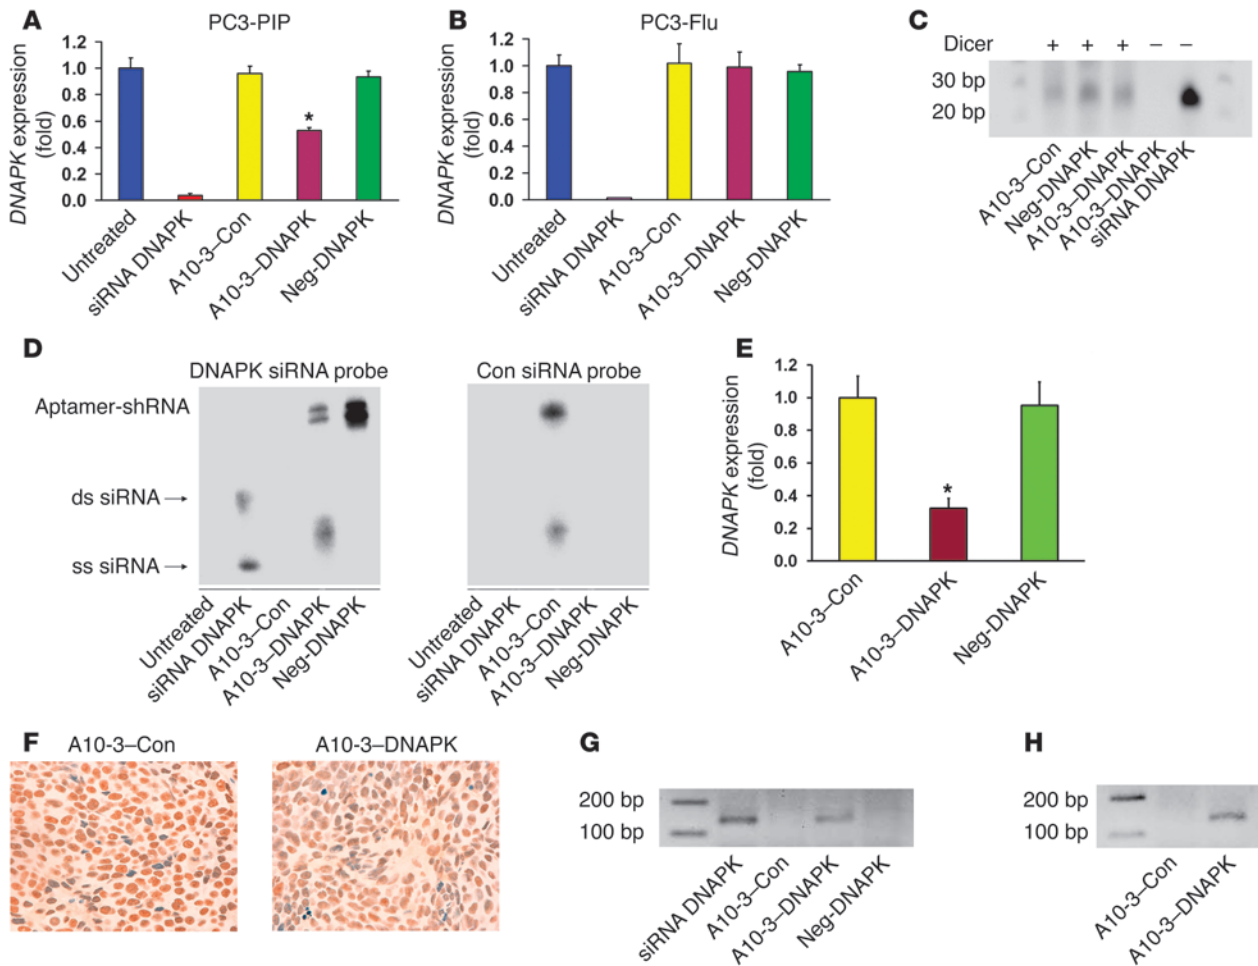 A
PC3-PIP
DNAPK expression
(fold)
1.2
1.0
0.8
0.6
0.4
0.2
0.0
*
Untreated
siRNA DNAPK
A10-3–Con
A10-3–DNAPK
Neg-DNAPK
B
PC3-Flu
DNAPK expression
(fold)
1.2
1.0
0.8
0.6
0.4
0.2
0.0
Untreated
siRNA DNAPK
A10-3–Con
A10-3–DNAPK
Neg-DNAPK
C
Dicer + + + – –
30 bp
20 bp
A10-3–Con
Neg-DNAPK
A10-3–DNAPK
A10-3–DNAPK
siRNA DNAPK
D
DNAPK siRNA probe
Aptamer-shRNA
ds siRNA
ss siRNA
Untreated
siRNA DNAPK
A10-3–Con
A10-3–DNAPK
Neg-DNAPK
Con siRNA probe
Untreated
siRNA DNAPK
A10-3–Con
A10-3–DNAPK
Neg-DNAPK
E
DNAPK expression
(fold)
1.2
1.0
0.8
0.6
0.4
0.2
0.0
*
A10-3–Con
A10-3–DNAPK
Neg-DNAPK
F
A10-3–Con
A10-3–DNAPK
G
200 bp
100 bp
siRNA DNAPK
A10-3–Con
A10-3–DNAPK
Neg-DNAPK
H
200 bp
100 bp
A10-3–Con
A10-3–DNAPK